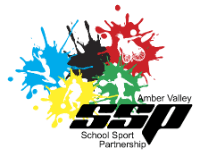 Amber Valley
ssp
School Sport
Partnership